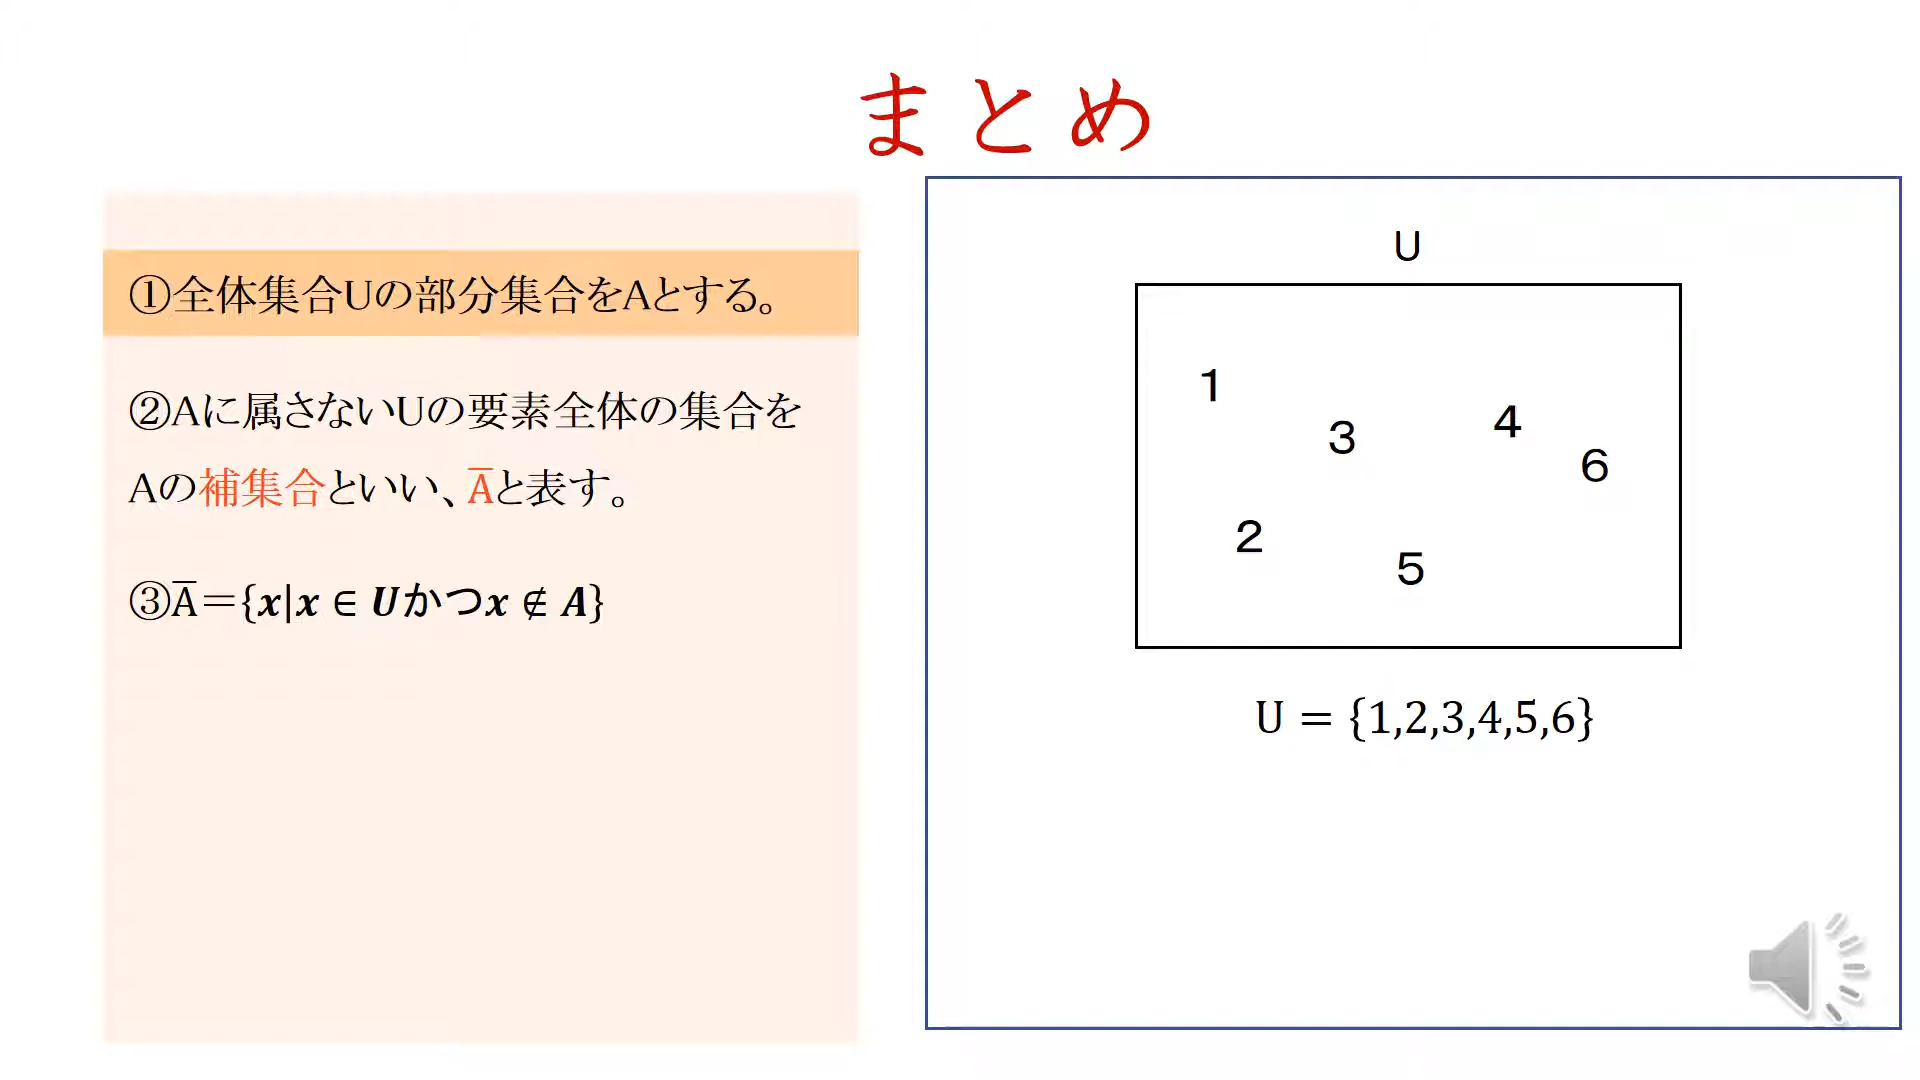 まとめ
①全体集合Uの部分集合をAとする。
②Aに属さないUの要素全体の集合を
Aの補集合といい、A̅と表す。
③A̅＝{x|x ∈ Uかつx ∉ A}
U
1
3
4
6
2
5
U = {1,2,3,4,5,6}